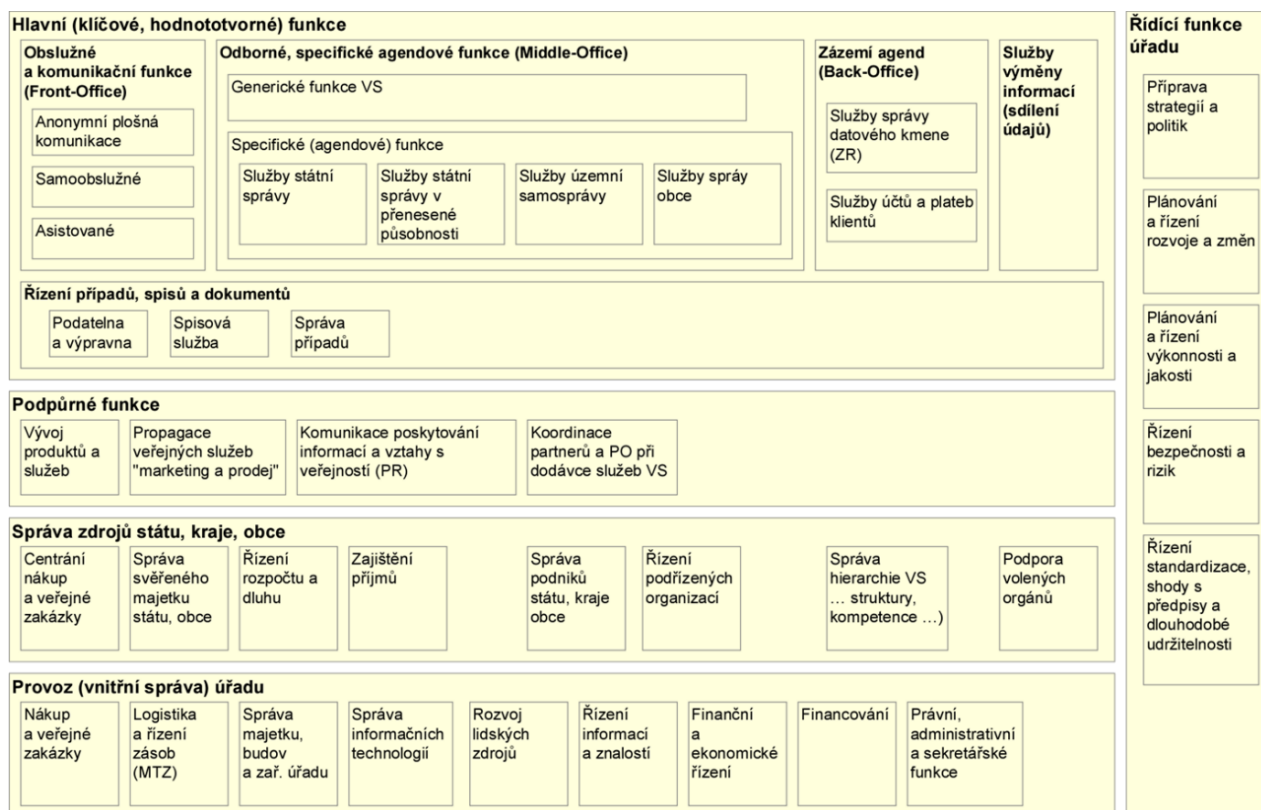 Hlavní (klíčové, hodnototvorné) funkce
Obslužné
a komunikační funkce
(Front-Office)
Anonymní plošná
komunikace
Samoobslužné
Asistované
Odborné, specifické agendové funkce (Middle-Office)
Generické funkce VS
Specifické (agendové) funkce
Služby státní
správy
Služby státní
správy v
přenesené
působnosti
Služby územní
samosprávy
Služby spráy
obce
Zázemí agend
(Back-Office)
Služby správy
datového kmene
(ZR)
Služby účtů a plateb
klientů
Služby
výměny
informací
(sdílení
údajů)
Řízení případů, spisů a dokumentů
Podatelna
a výpravna
Spisová
služba
Správa
případů
Podpůrné funkce
Vývoj
produktů a
služeb
Propagace
veřejných služeb
"marketing a prodej"
Komunikace poskytování
informací a vztahy s
veřejností (PR)
Koordinace
partnerů a PO při
dodávce služeb VS
Správa zdrojů státu, kraje, obce
Centrání
nákup
a veřejné
zakázky
Správa
svěřeného
majetku
státu, obce
Řízení
rozpočtu a
dluhu
Zajištění
příjmů
Správa
podniků
státu, kraje
obce
Řízení
podřízených
organizací
Správa
hierarchie VS
... struktury,
kompetence ...)
Podpora
volených
orgánů
Provoz (vnitřní správa) úřadu
Nákup
a veřejné
zakázky
Logistika
a řízení
zásob
(MTZ)
Správa
majetku,
budov
a zař. úřadu
Správa
informačních
technologií
Rozvoj
lidských
zdrojů
Řízení
informací
a znalostí
Finanční
a
ekonomické
řízení
Financování
Právní,
administrativní
a sekretářské
funkce
Řídící funkce
úřadu
Příprava
strategií a
politik
Plánování
a řízení
rozvoje a změn
Plánování
a řízení
výkonnosti a
jakosti
Řízení
bezpečnosti a
rizik
Řízení
standardizace,
shody s
předpisy a
dlouhodobé
udržitelnosti